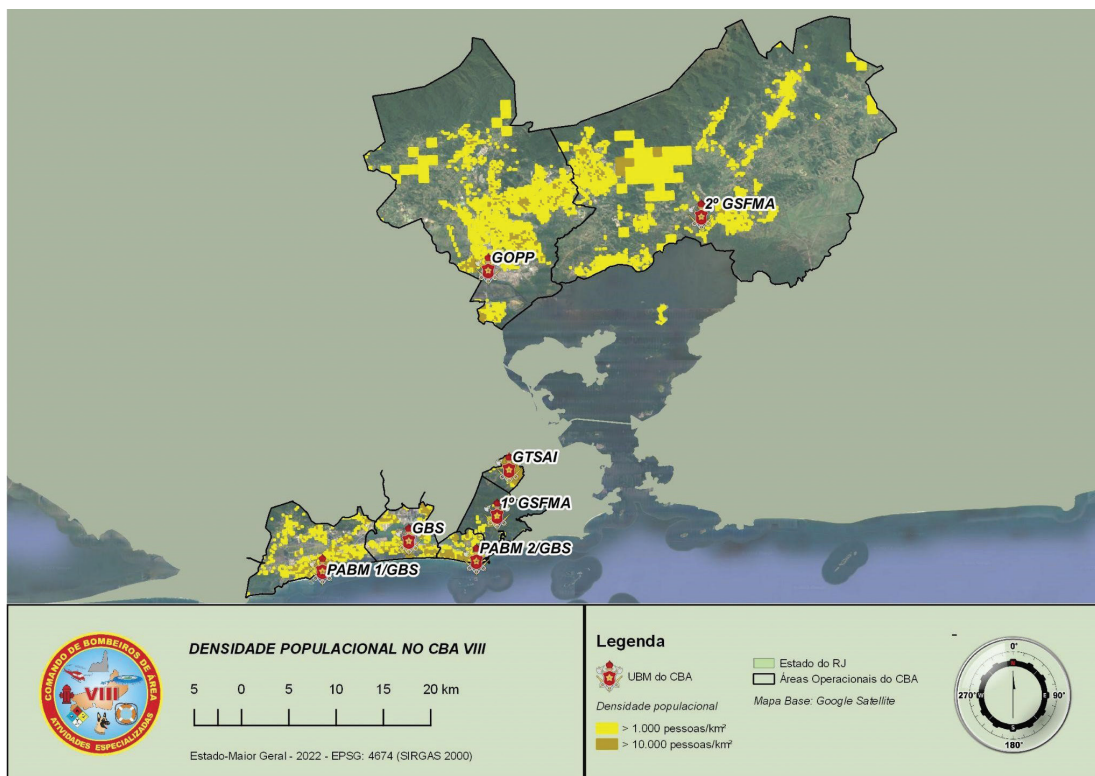 2º GSFMA
GOPP
GTSAI
1º GSFMA
GBS
PABM 2/GBS
PABM 1/GBS
COMANDO DE BOMBEIROS DE ÁREA
VIII
ATIVIDADES ESPECIALIZADAS
DENSIDADE POPULACIONAL NO CBA VIII
5 0 5 10 15 20 km
Estado-Maior Geral - 2022 - EPSG: 4674 (SIRGAS 2000)
Legenda
UBM do CBA
Densidade populacional
> 1.000 pessoas/km²
> 10.000 pessoas/km²
Estado do RJ
Áreas Operacionais do CBA
Mapa Base: Google Satellite
0°
270°
90°
180°